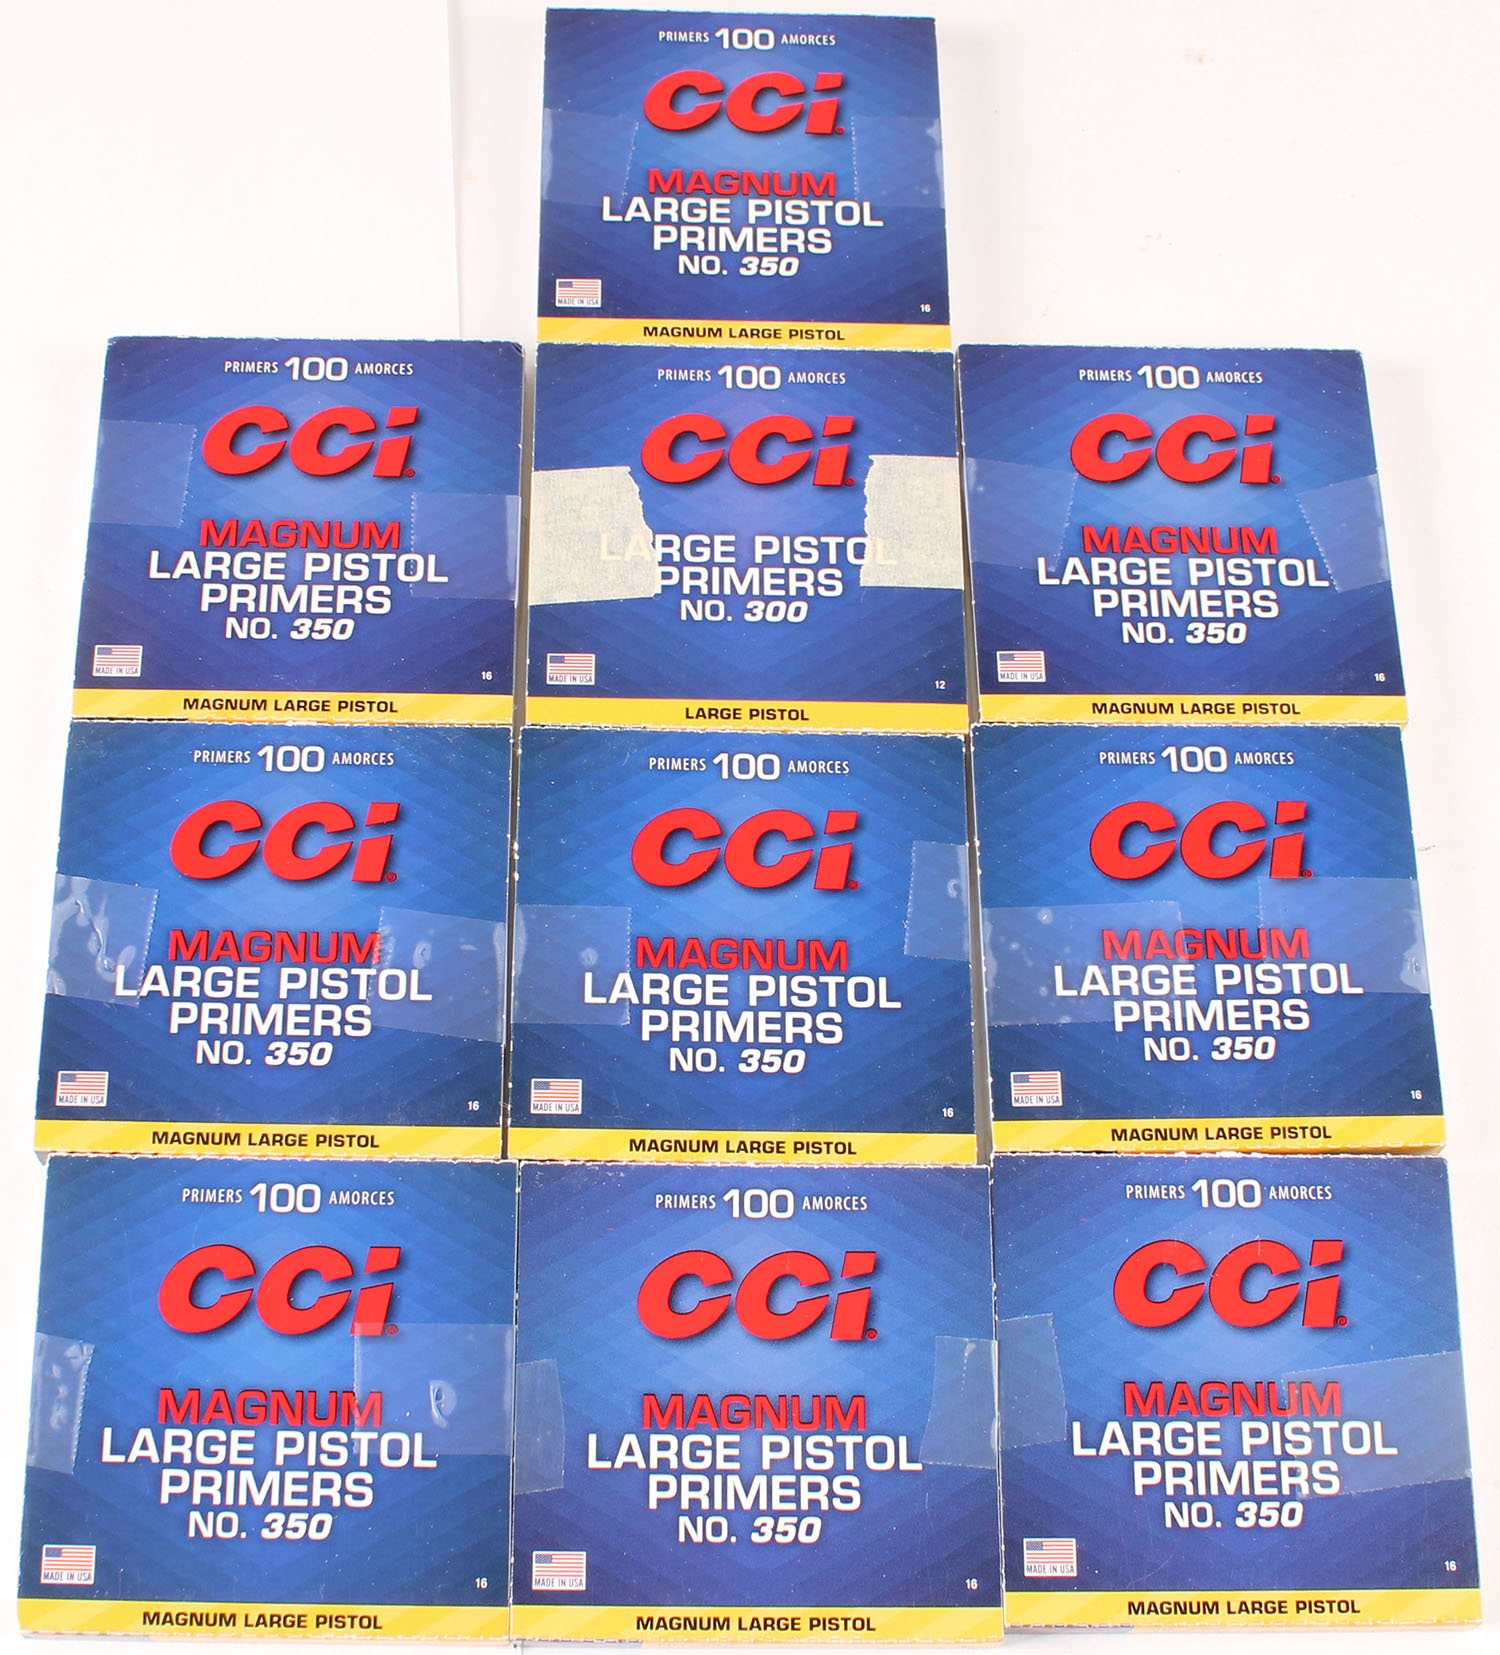 PRIMERS 100 AMORCES
CCi
MAGNUM
LARGE PISTOL
PRIMERS
NO. 350
MADE IN USA
16
MAGNUM LARGE PISTOL
PRIMERS 100 AMORCES
CCi
MAGNUM
LARGE PISTOL
PRIMERS
NO. 350
MADE IN USA
16
MAGNUM LARGE PISTOL
PRIMERS 100 AMORCES
CCi
LARGE PISTOL
PRIMERS
NO. 300
MADE IN USA
12
LARGE PISTOL
PRIMERS 100 AMORCES
CCi
MAGNUM
LARGE PISTOL
PRIMERS
NO. 350
MADE IN USA
16
MAGNUM LARGE PISTOL
PRIMERS 100 AMORCES
CCi
MAGNUM
LARGE PISTOL
PRIMERS
NO. 350
MADE IN USA
16
MAGNUM LARGE PISTOL
PRIMERS 100 AMORCES
CCi
MAGNUM
LARGE PISTOL
PRIMERS
NO. 350
MADE IN USA
16
MAGNUM LARGE PISTOL
PRIMERS 100 AMORCES
CCi
MAGNUM
LARGE PISTOL
PRIMERS
NO. 350
MADE IN USA
16
MAGNUM LARGE PISTOL
PRIMERS 100 AMORCES
CCi
MAGNUM
LARGE PISTOL
PRIMERS
NO. 350
MADE IN USA
16
MAGNUM LARGE PISTOL
PRIMERS 100 AMORCES
CCi
MAGNUM
LARGE PISTOL
PRIMERS
NO. 350
MADE IN USA
16
MAGNUM LARGE PISTOL
PRIMERS 100 AMORCES
CCi
MAGNUM
LARGE PISTOL
PRIMERS
NO. 350
MADE IN USA
16
MAGNUM LARGE PISTOL